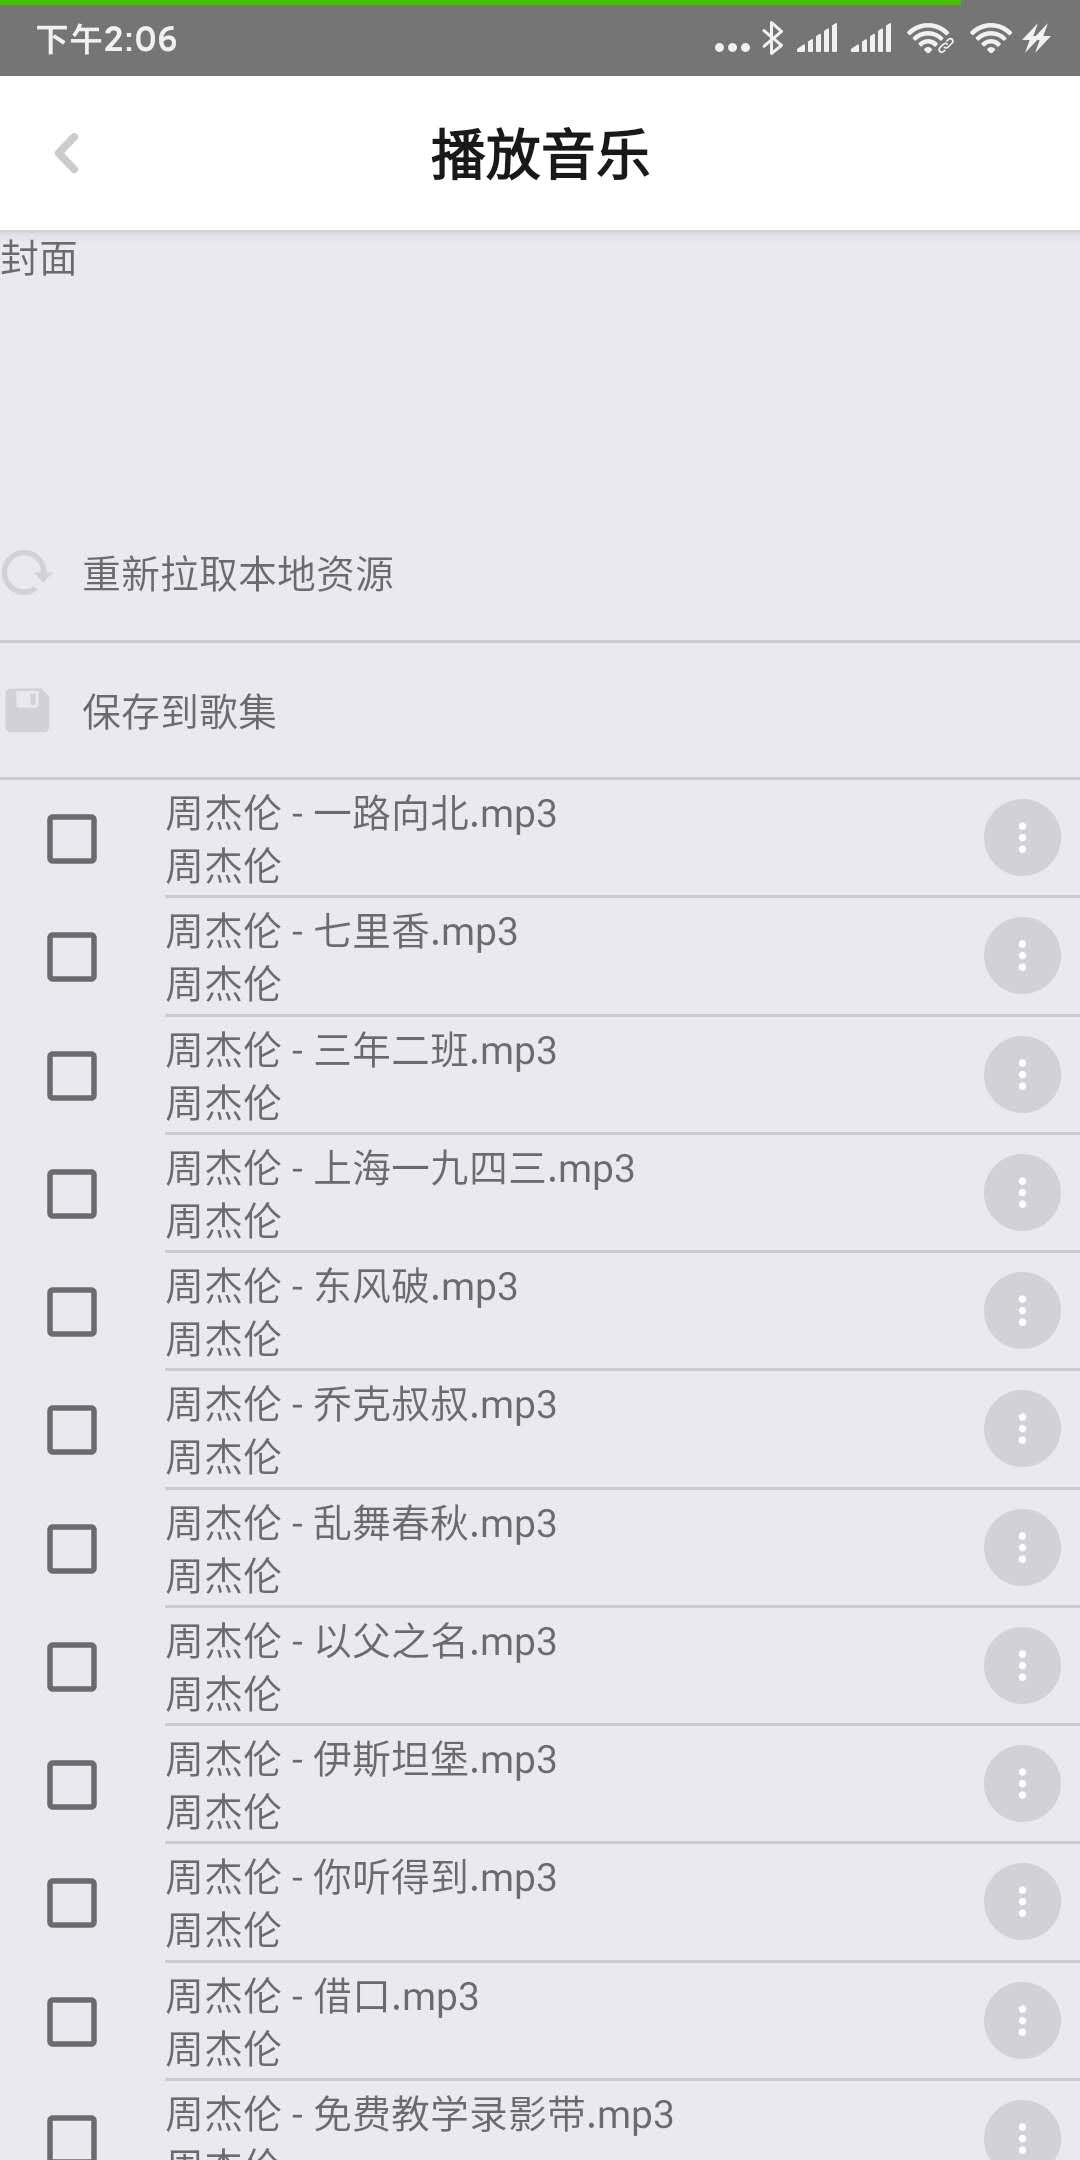 下午2:06
播放音乐
封面
重新拉取本地资源
保存到歌集
周杰伦 - 一路向北.mp3
周杰伦
周杰伦 - 七里香.mp3
周杰伦
周杰伦 - 三年二班.mp3
周杰伦
周杰伦 - 上海一九四三.mp3
周杰伦
周杰伦 - 东风破.mp3
周杰伦
周杰伦 - 乔克叔叔.mp3
周杰伦
周杰伦 - 乱舞春秋.mp3
周杰伦
周杰伦 - 以父之名.mp3
周杰伦
周杰伦 - 伊斯坦堡.mp3
周杰伦
周杰伦 - 你听得到.mp3
周杰伦
周杰伦 - 借口.mp3
周杰伦
周杰伦 - 免费教学录影带.mp3
周杰伦